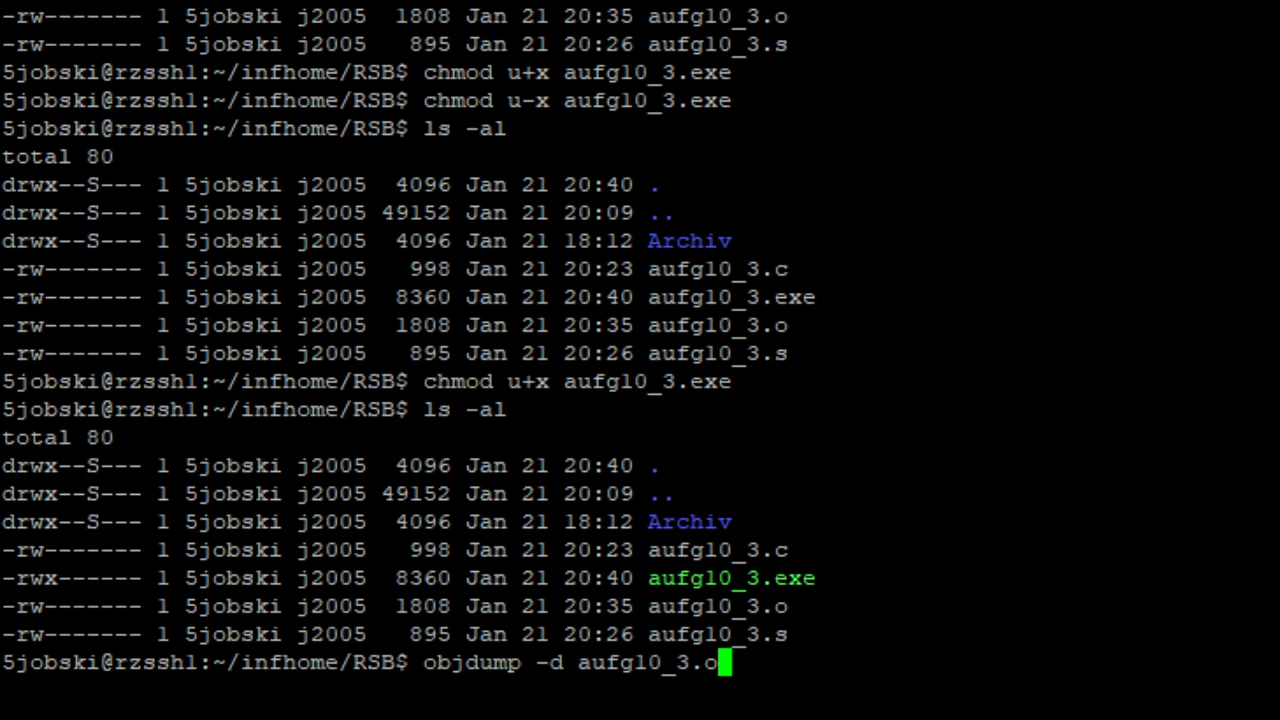 -rw------- 1 5jobski j2005  1808 Jan 21 20:35 aufg10_3.o
-rw------- 1 5jobski j2005   895 Jan 21 20:26 aufg10_3.s
5jobski@rzssh1:~/infhome/RSB$ chmod u+x aufg10_3.exe
5jobski@rzssh1:~/infhome/RSB$ chmod u-x aufg10_3.exe
5jobski@rzssh1:~/infhome/RSB$ ls -al
total 80
drwx--S--- 1 5jobski j2005  4096 Jan 21 20:40 .
drwx--S--- 1 5jobski j2005 49152 Jan 21 20:09 ..
drwx--S--- 1 5jobski j2005  4096 Jan 21 18:12 Archiv
-rw------- 1 5jobski j2005   998 Jan 21 20:23 aufg10_3.c
-rw------- 1 5jobski j2005  8360 Jan 21 20:40 aufg10_3.exe
-rw------- 1 5jobski j2005  1808 Jan 21 20:35 aufg10_3.o
-rw------- 1 5jobski j2005   895 Jan 21 20:26 aufg10_3.s
5jobski@rzssh1:~/infhome/RSB$ chmod u+x aufg10_3.exe
5jobski@rzssh1:~/infhome/RSB$ ls -al
total 80
drwx--S--- 1 5jobski j2005  4096 Jan 21 20:40 .
drwx--S--- 1 5jobski j2005 49152 Jan 21 20:09 ..
drwx--S--- 1 5jobski j2005  4096 Jan 21 18:12 Archiv
-rw------- 1 5jobski j2005   998 Jan 21 20:23 aufg10_3.c
-rwx------ 1 5jobski j2005  8360 Jan 21 20:40 aufg10_3.exe
-rw------- 1 5jobski j2005  1808 Jan 21 20:35 aufg10_3.o
-rw------- 1 5jobski j2005   895 Jan 21 20:26 aufg10_3.s
5jobski@rzssh1:~/infhome/RSB$ objdump -d aufg10_3.o